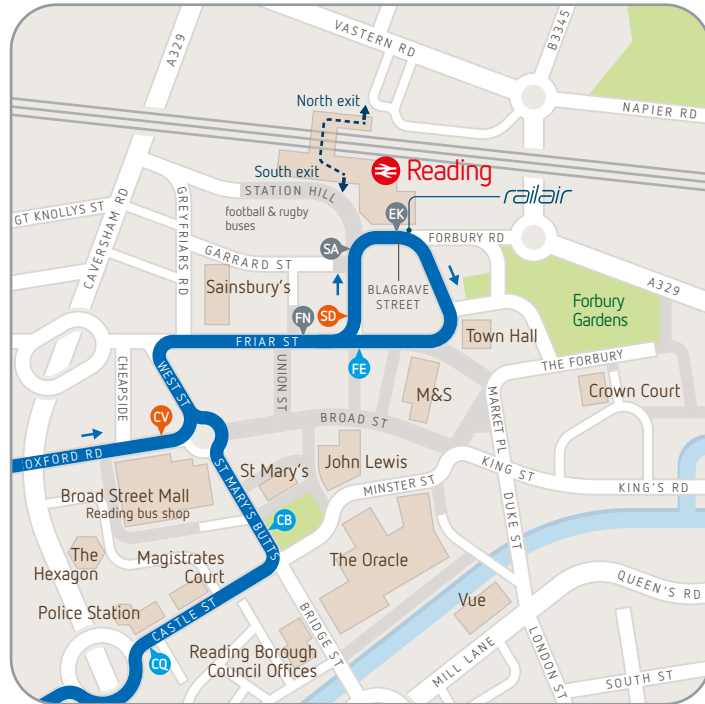 VASTERN RD
B3345
A329
NAPIER RD
North exit
South exit
Reading
railair
STATION HILL
football & rugby
buses
GT KNOLLYS ST
CAVERSHAM RD
GREYFRIARS RD
GARRARD ST
SA
EK
FORBURY RD
BLAGRAVE
STREET
A329
Sainsbury's
Forbury
Gardens
FN
SD
FRIAR ST
Town Hall
FE
THE FORBURY
CHEAPSIDE
WEST ST
UNION ST
M&S
Crown Court
MARKET PL
CV
BROAD ST
OXFORD RD
John Lewis
KING ST
St Mary's
MINSTER ST
KING'S RD
Broad Street Mall
Reading bus shop
ST MARY'S BUTTS
CB
DUKE ST
The
Hexagon
Magistrates
Court
The Oracle
QUEEN'S RD
Police Station
CASTLE ST
Vue
BRIDGE ST
CQ
Reading Borough
Council Offices
MILL LANE
LONDON ST
SOUTH ST